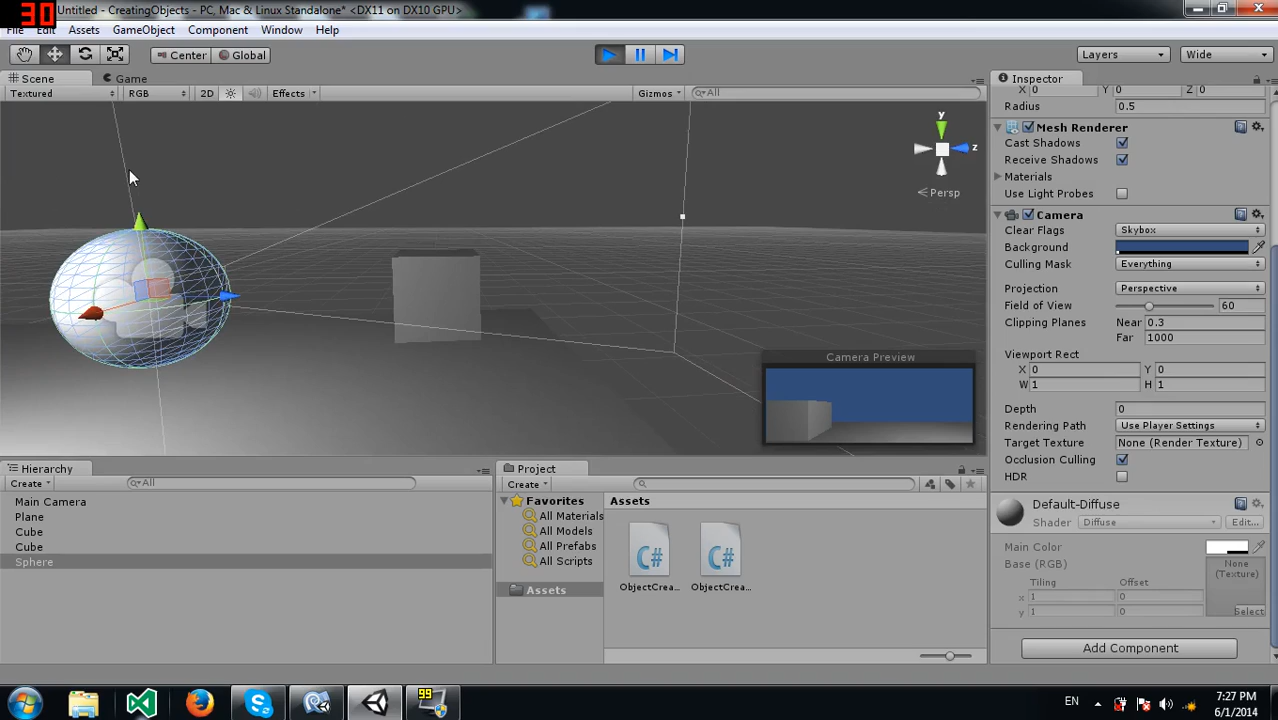 30
Untitled - CreatingObjects - PC, Mac & Linux Standalone* <DX11 on DX10 GPU>
File Edit Assets GameObject Component Window Help
Center Global Layers Wide
Scene Game Inspector
Textured RGB 2D Effects Gizmos All
X 0 Y 0 Z 0
Radius 0.5
Mesh Renderer
Cast Shadows
Receive Shadows
Materials
Use Light Probes
Camera
Clear Flags Skybox
Background
Culling Mask Everything
Projection Perspective
Field of View 60
Clipping Planes Near 0.3
Far 1000
Viewport Rect
X 0 Y 0
W 1 H 1
Depth 0
Rendering Path Use Player Settings
Target Texture None (Render Texture)
Occlusion Culling
HDR
Default-Diffuse
Shader Diffuse Edit...
Main Color
Base (RGB) None (Texture)
Tiling Offset
x 1 0
y 1 0
Select
Add Component
y
z
Persp
Camera Preview
Hierarchy
Create All
Main Camera
Plane
Cube
Cube
Sphere
Project
Create
Favorites
All Materials
All Models
All Prefabs
All Scripts
Assets
Assets
C# C#
ObjectCrea... ObjectCrea...
99
EN
7:27 PM
6/1/2014